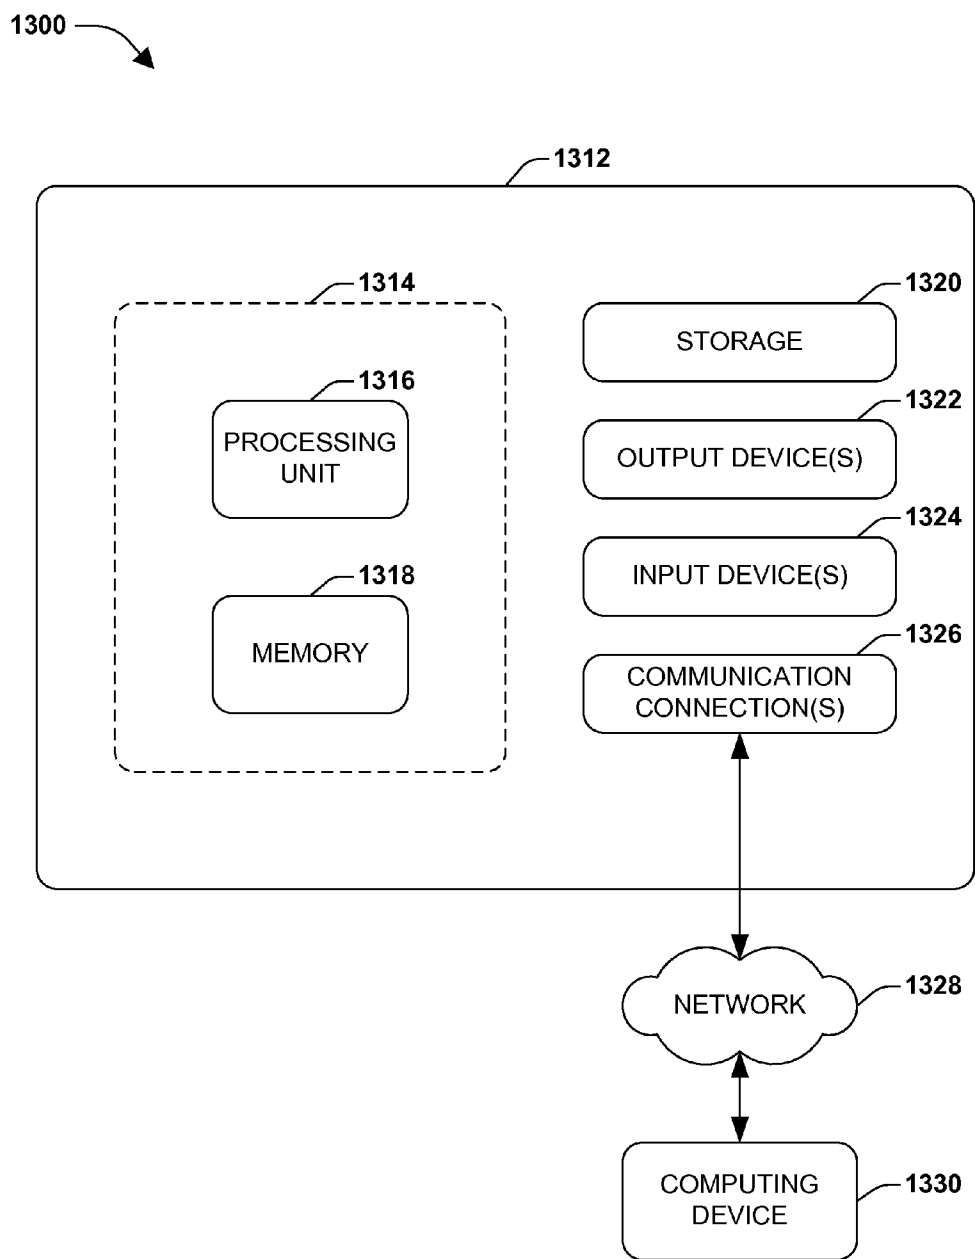 1300
1312
1314
1316
PROCESSING
UNIT
1318
MEMORY
1320
STORAGE
1322
OUTPUT DEVICE(S)
1324
INPUT DEVICE(S)
1326
COMMUNICATION
CONNECTION(S)
NETWORK
1328
COMPUTING
DEVICE
1330